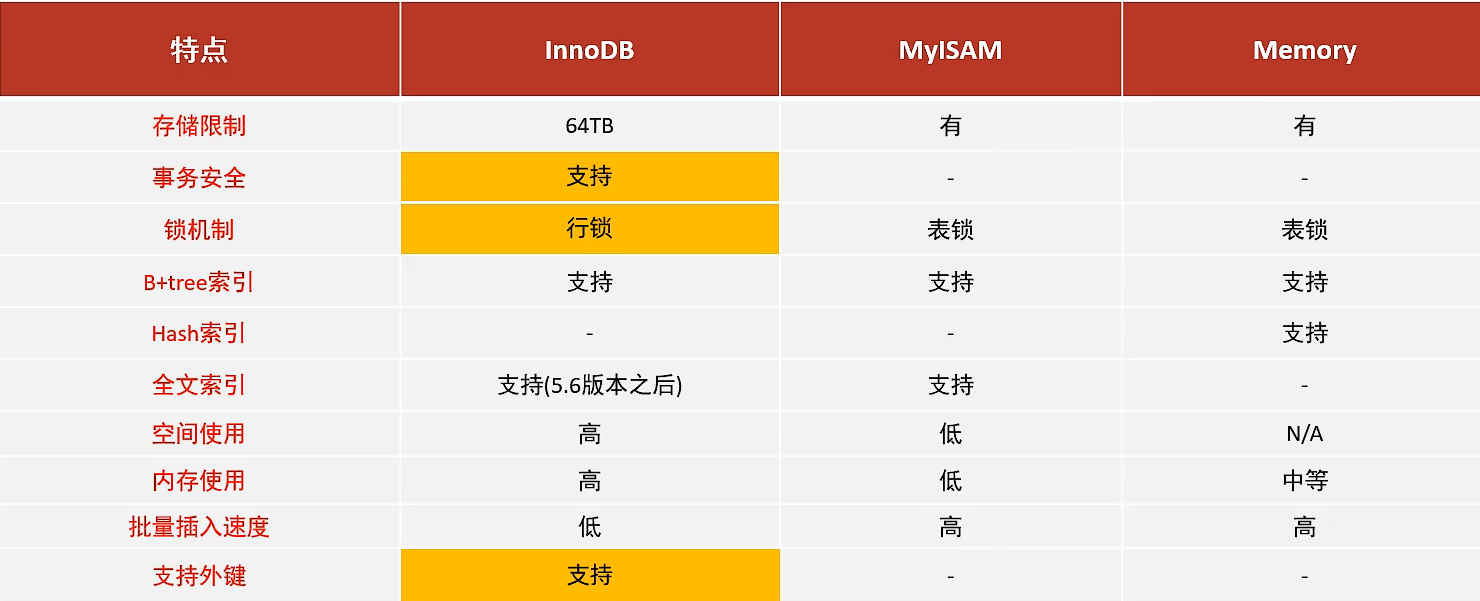 特点 InnoDB MyISAM Memory
存储限制 64TB 有 有
事务安全 支持 - -
锁机制 行锁 表锁 表锁
B+tree索引 支持 支持 支持
Hash索引 - - 支持
全文索引 支持(5.6版本之后) 支持 -
空间使用 高 低 N/A
内存使用 高 低 中等
批量插入速度 低 高 高
支持外键 支持 - -